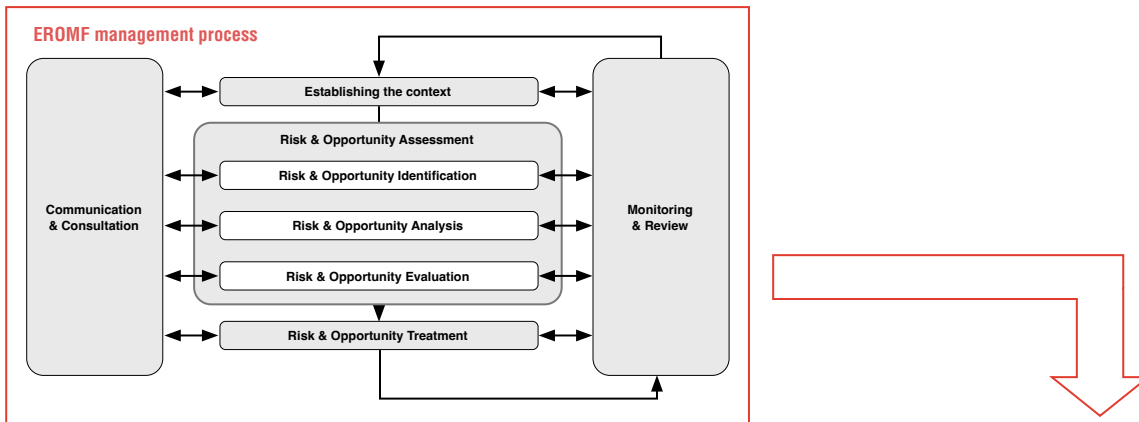 EROMF management process
Establishing the context
Risk & Opportunity Assessment
Risk & Opportunity Identification
Communication
& Consultation
Risk & Opportunity Analysis
Monitoring
& Review
Risk & Opportunity Evaluation
Risk & Opportunity Treatment